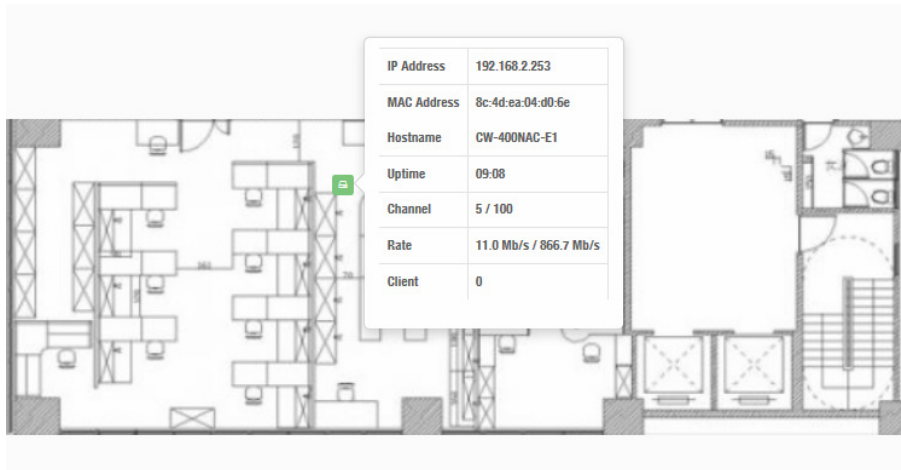 IP Address 192.168.2.253
MAC Address 8c:4d:ea:04:d0:6e
Hostname CW-400NAC-E1
Uptime 09:08
Channel 5 / 100
Rate 11.0 Mb/s / 866.7 Mb/s
Client 0